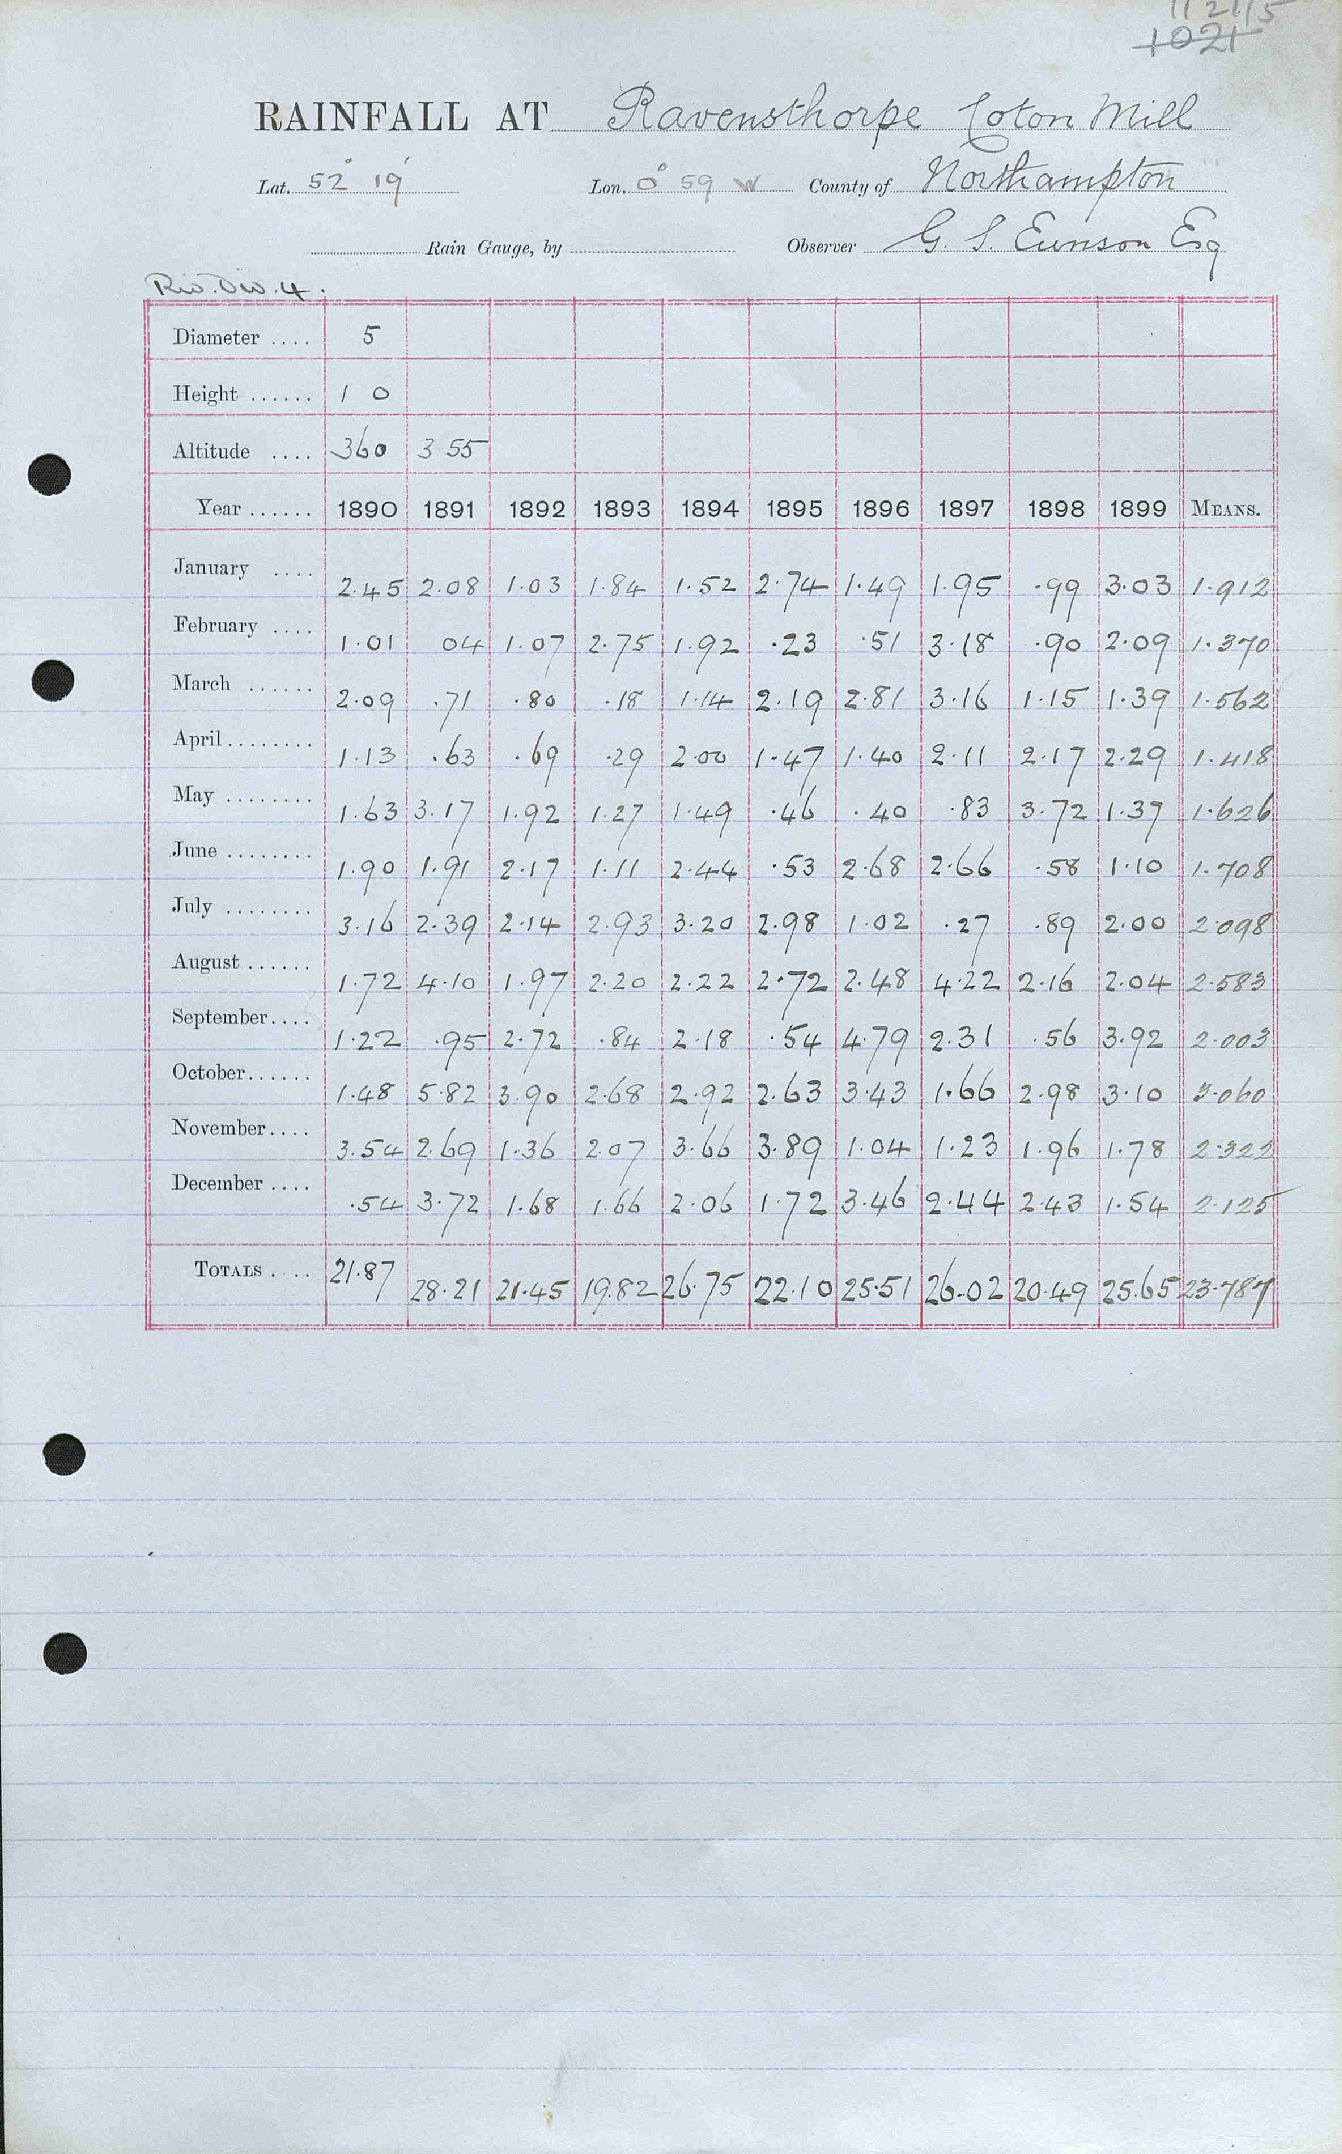 112115
1021
RAINFALL AT Ravensthorpe Coton Mill
Lat. 52° 19' Lon. 0° 59 W County of Northampton
Rain Gauge, by Observer G. S. Eunson Esq
Riv. Div. 4.
Diameter .... 5
Height ...... 1 0
Altitude .... 360 355
Year ...... 1890 1891 1892 1893 1894 1895 1896 1897 1898 1899 MEANS.
January .... 2.45 2.08 1.03 1.84 1.52 2.74 1.49 1.95 .99 3.03 1.912
February .... 1.01 04 1.07 2.75 1.92 .23 .51 3.18 .90 2.09 1.370
March ...... 2.09 .71 .80 .18 1.14 2.19 2.81 3.16 1.15 1.39 1.562
April ........ 1.13 .63 .69 .29 2.00 1.47 1.40 2.11 2.17 2.29 1.418
May ........ 1.63 3.17 1.92 1.27 1.49 .46 .40 .83 3.72 1.37 1.626
June ........ 1.90 1.91 2.17 1.11 2.44 .53 2.68 2.66 .58 1.10 1.708
July ........ 3.16 2.39 2.14 2.93 3.20 2.98 1.02 .27 .89 2.00 2.098
August ...... 1.72 4.10 1.97 2.20 2.22 2.72 2.48 4.22 2.16 2.04 2.583
September .... 1.22 .95 2.72 .84 2.18 .54 4.79 2.31 .56 3.92 2.003
October ...... 1.48 5.82 3.90 2.68 2.92 2.63 3.43 1.66 2.98 3.10 3.060
November .... 3.54 2.69 1.36 2.07 3.66 3.89 1.04 1.23 1.96 1.78 2.322
December .... .54 3.72 1.68 1.66 2.06 1.72 3.46 2.44 2.43 1.54 2.125
TOTALS .... 21.87 28.21 21.45 19.82 26.75 22.10 25.51 26.02 20.49 25.65 23.787